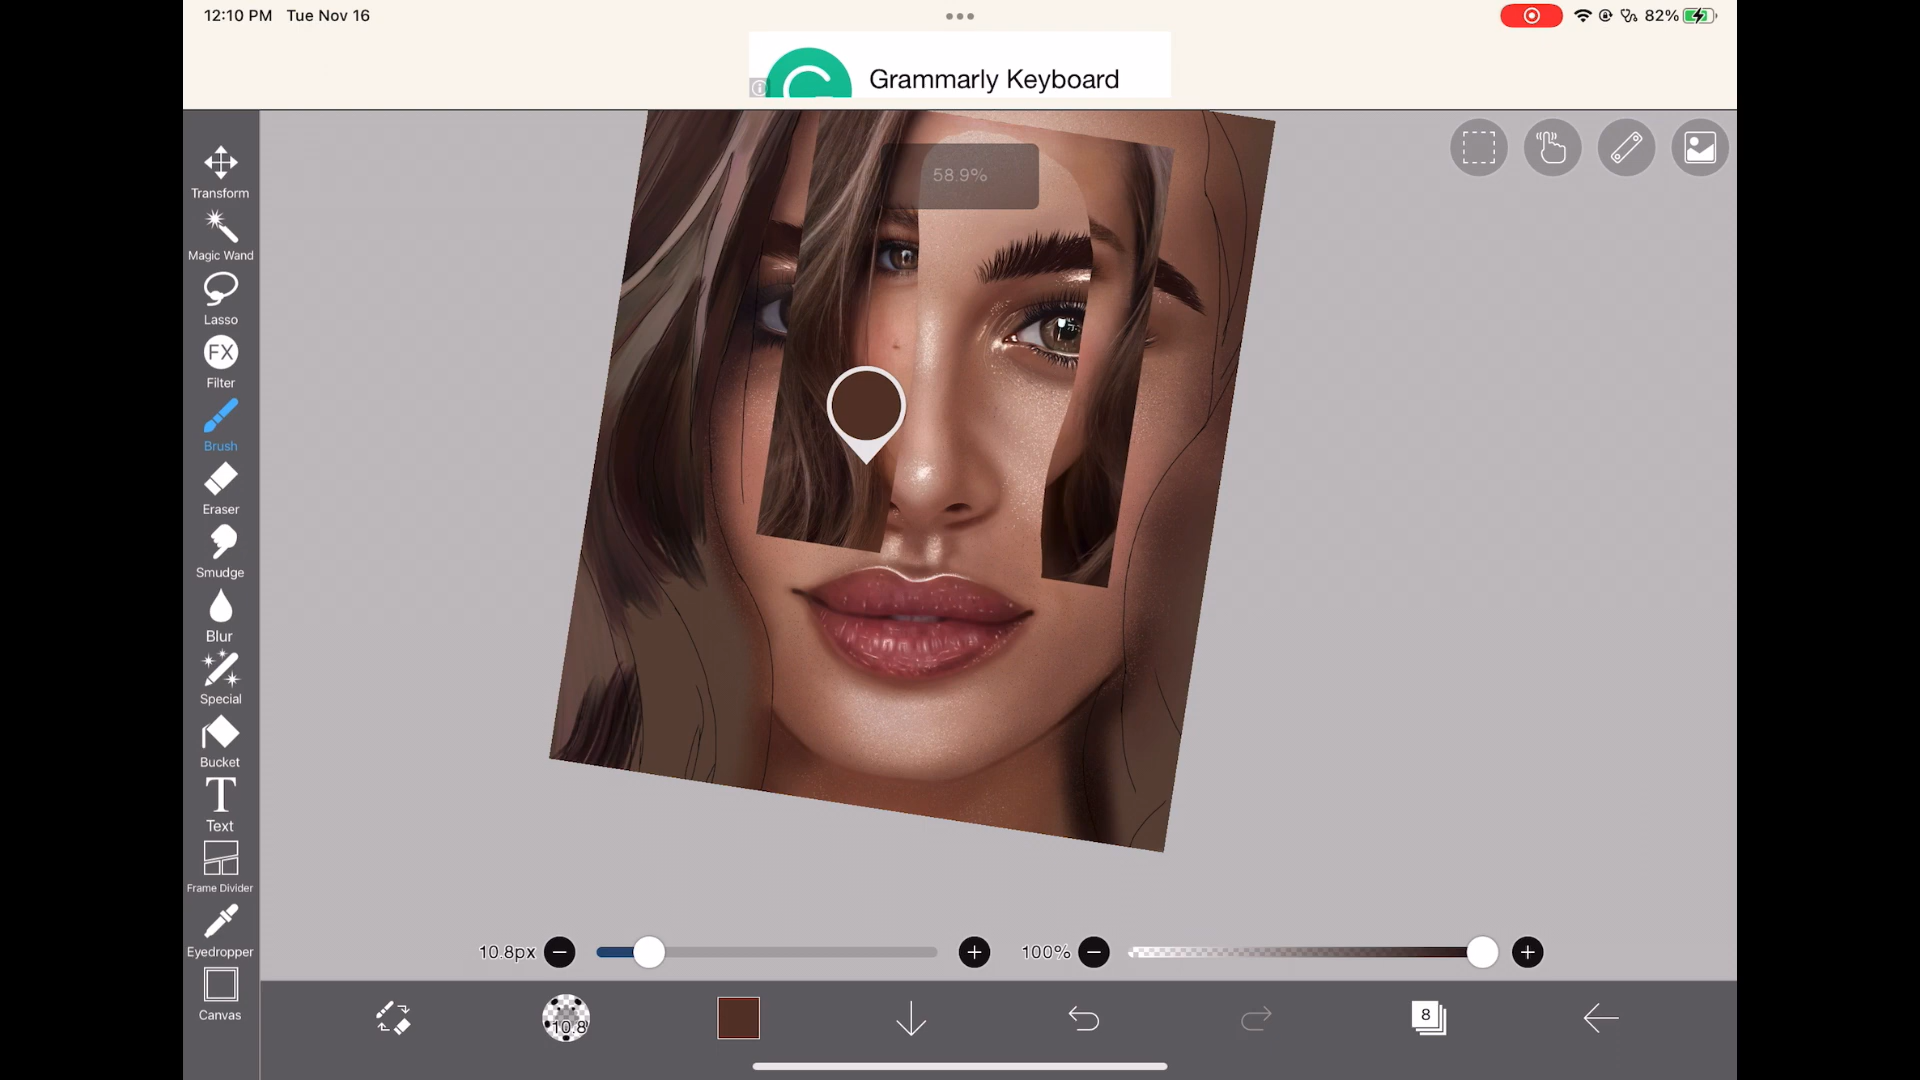 12:10 PM Tue Nov 16
82%
Grammarly Keyboard
58.9%
Transform
Magic Wand
Lasso
FX
Filter
Brush
Eraser
Smudge
Blur
Special
Bucket
T
Text
Frame Divider
Eyedropper
Canvas
10.8px
100%
10.8
8